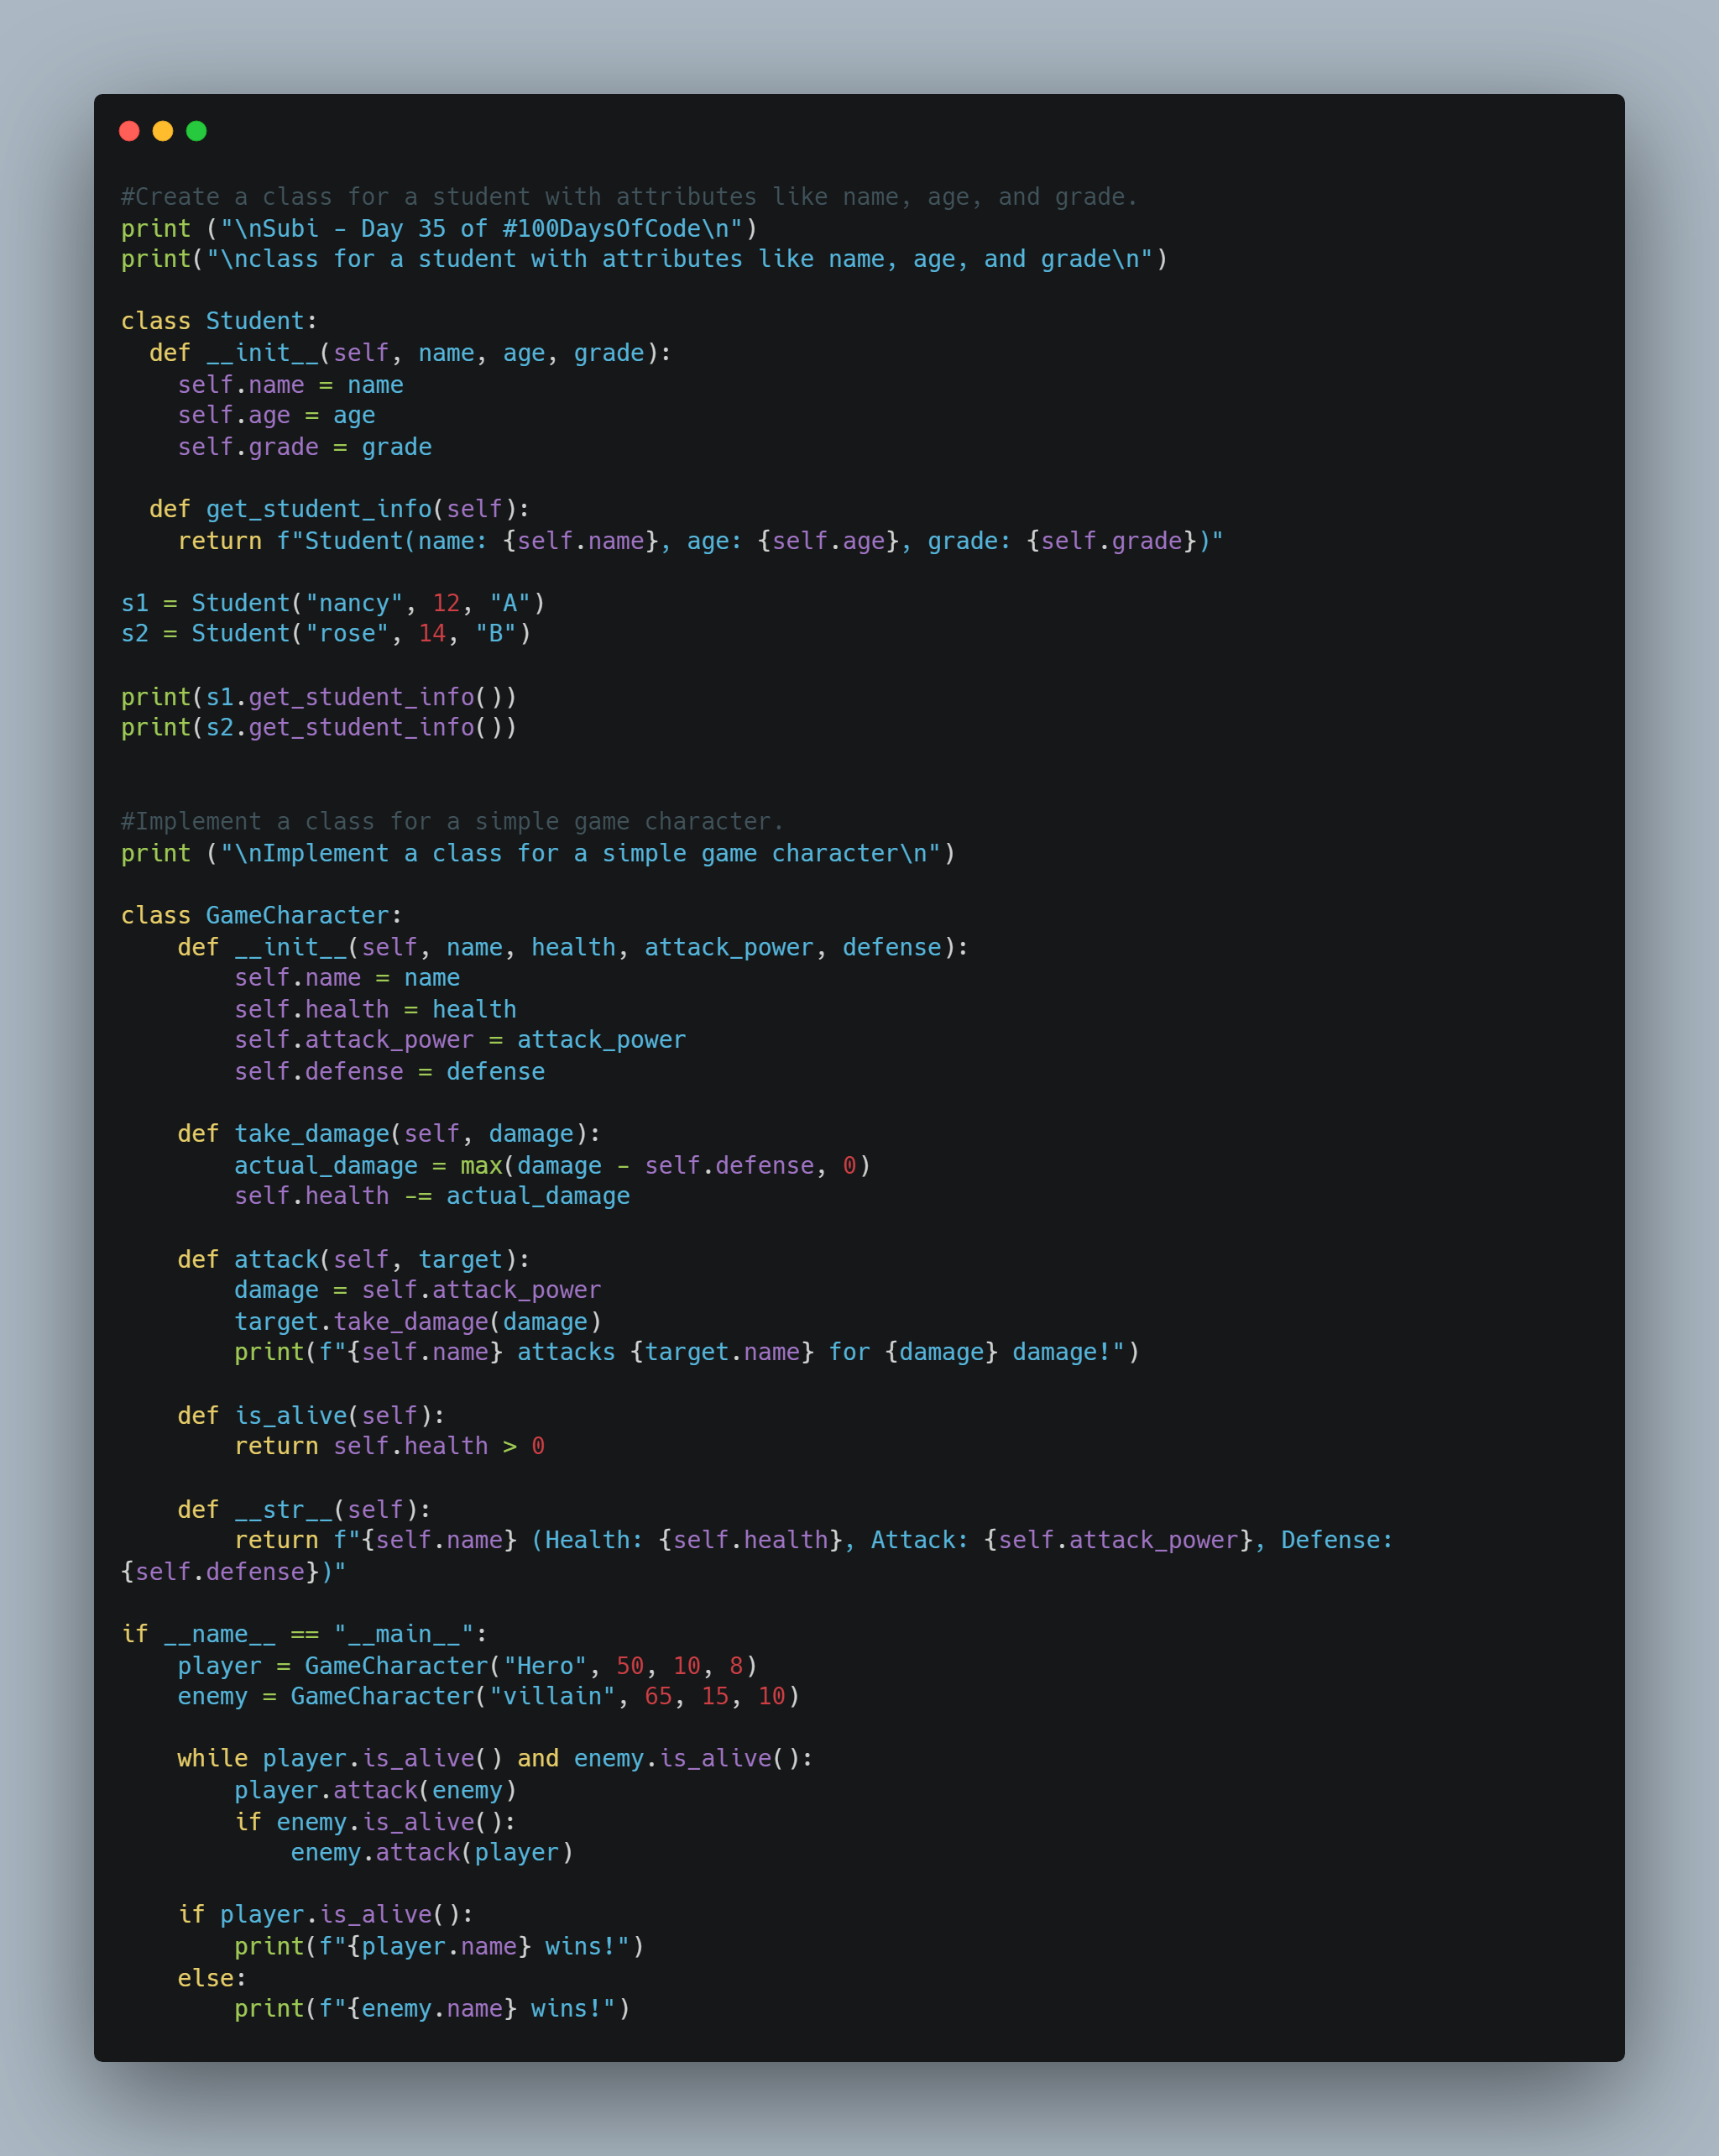 #Create a class for a student with attributes like name, age, and grade.
print ("\nSubi - Day 35 of #100DaysOfCode\n")
print("\nclass for a student with attributes like name, age, and grade\n")

class Student:
  def __init__(self, name, age, grade):
    self.name = name
    self.age = age
    self.grade = grade

  def get_student_info(self):
    return f"Student(name: {self.name}, age: {self.age}, grade: {self.grade})"

s1 = Student("nancy", 12, "A")
s2 = Student("rose", 14, "B")

print(s1.get_student_info())
print(s2.get_student_info())


#Implement a class for a simple game character.
print ("\nImplement a class for a simple game character\n")

class GameCharacter:
    def __init__(self, name, health, attack_power, defense):
        self.name = name
        self.health = health
        self.attack_power = attack_power
        self.defense = defense

    def take_damage(self, damage):
        actual_damage = max(damage - self.defense, 0)
        self.health -= actual_damage

    def attack(self, target):
        damage = self.attack_power
        target.take_damage(damage)
        print(f"{self.name} attacks {target.name} for {damage} damage!")

    def is_alive(self):
        return self.health > 0

    def __str__(self):
        return f"{self.name} (Health: {self.health}, Attack: {self.attack_power}, Defense:
{self.defense})"

if __name__ == "__main__":
    player = GameCharacter("Hero", 50, 10, 8)
    enemy = GameCharacter("villain", 65, 15, 10)

    while player.is_alive() and enemy.is_alive():
        player.attack(enemy)
        if enemy.is_alive():
            enemy.attack(player)

    if player.is_alive():
        print(f"{player.name} wins!")
    else:
        print(f"{enemy.name} wins!")